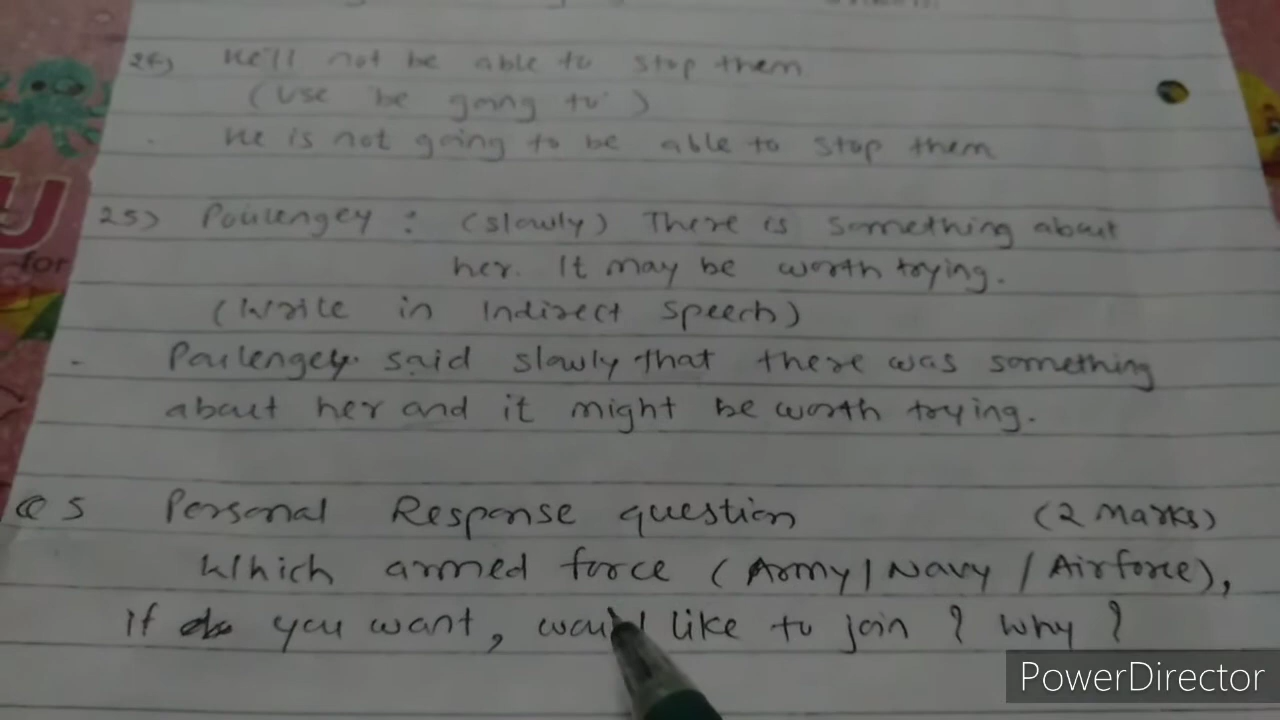 24) He'll not be able to stop them
(Use 'be going to')
He is not going to be able to stop them
25) Poulengey : (slowly) There is something about
her. It may be worth trying.
(Write in Indirect Speech)
- Poulengey said slowly that there was something
about her and it might be worth trying.
Q 5 Personal Response question (2 Marks)
Which armed force (Army / Navy / Airforce),
If you want, would like to join ? Why ?
U
for
PowerDirector